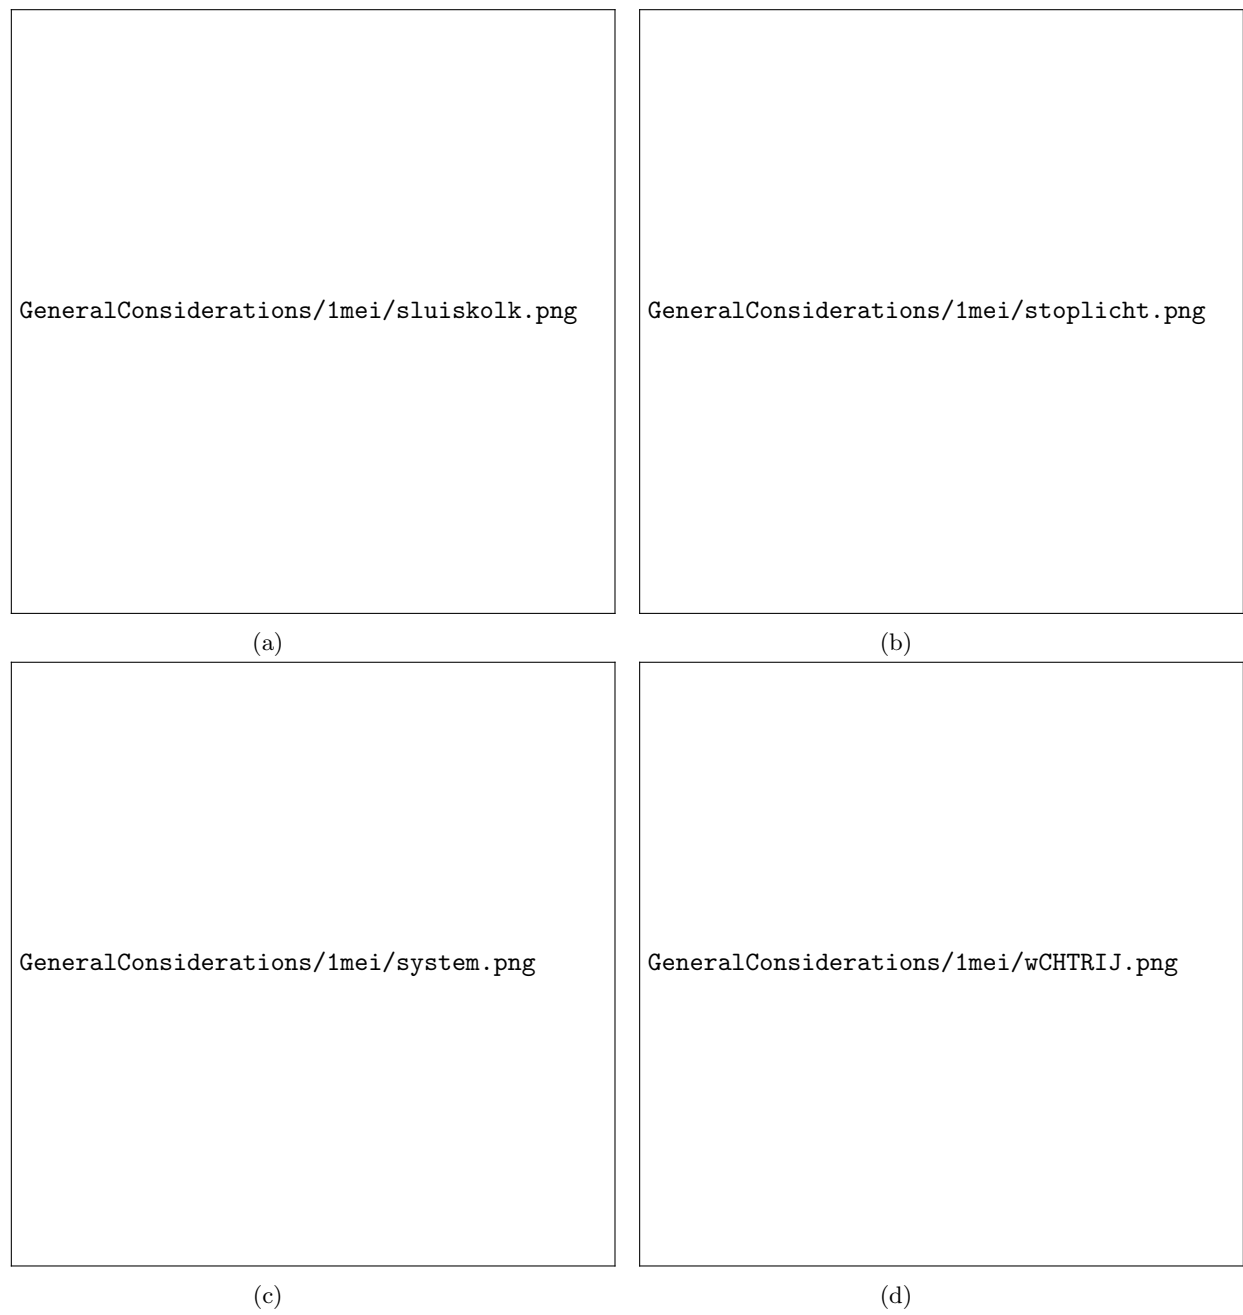 GeneralConsiderations/1mei/sluiskolk.png
GeneralConsiderations/1mei/stoplicht.png
(a)
(b)
GeneralConsiderations/1mei/system.png
GeneralConsiderations/1mei/wCHTRIJ.png
(c)
(d)